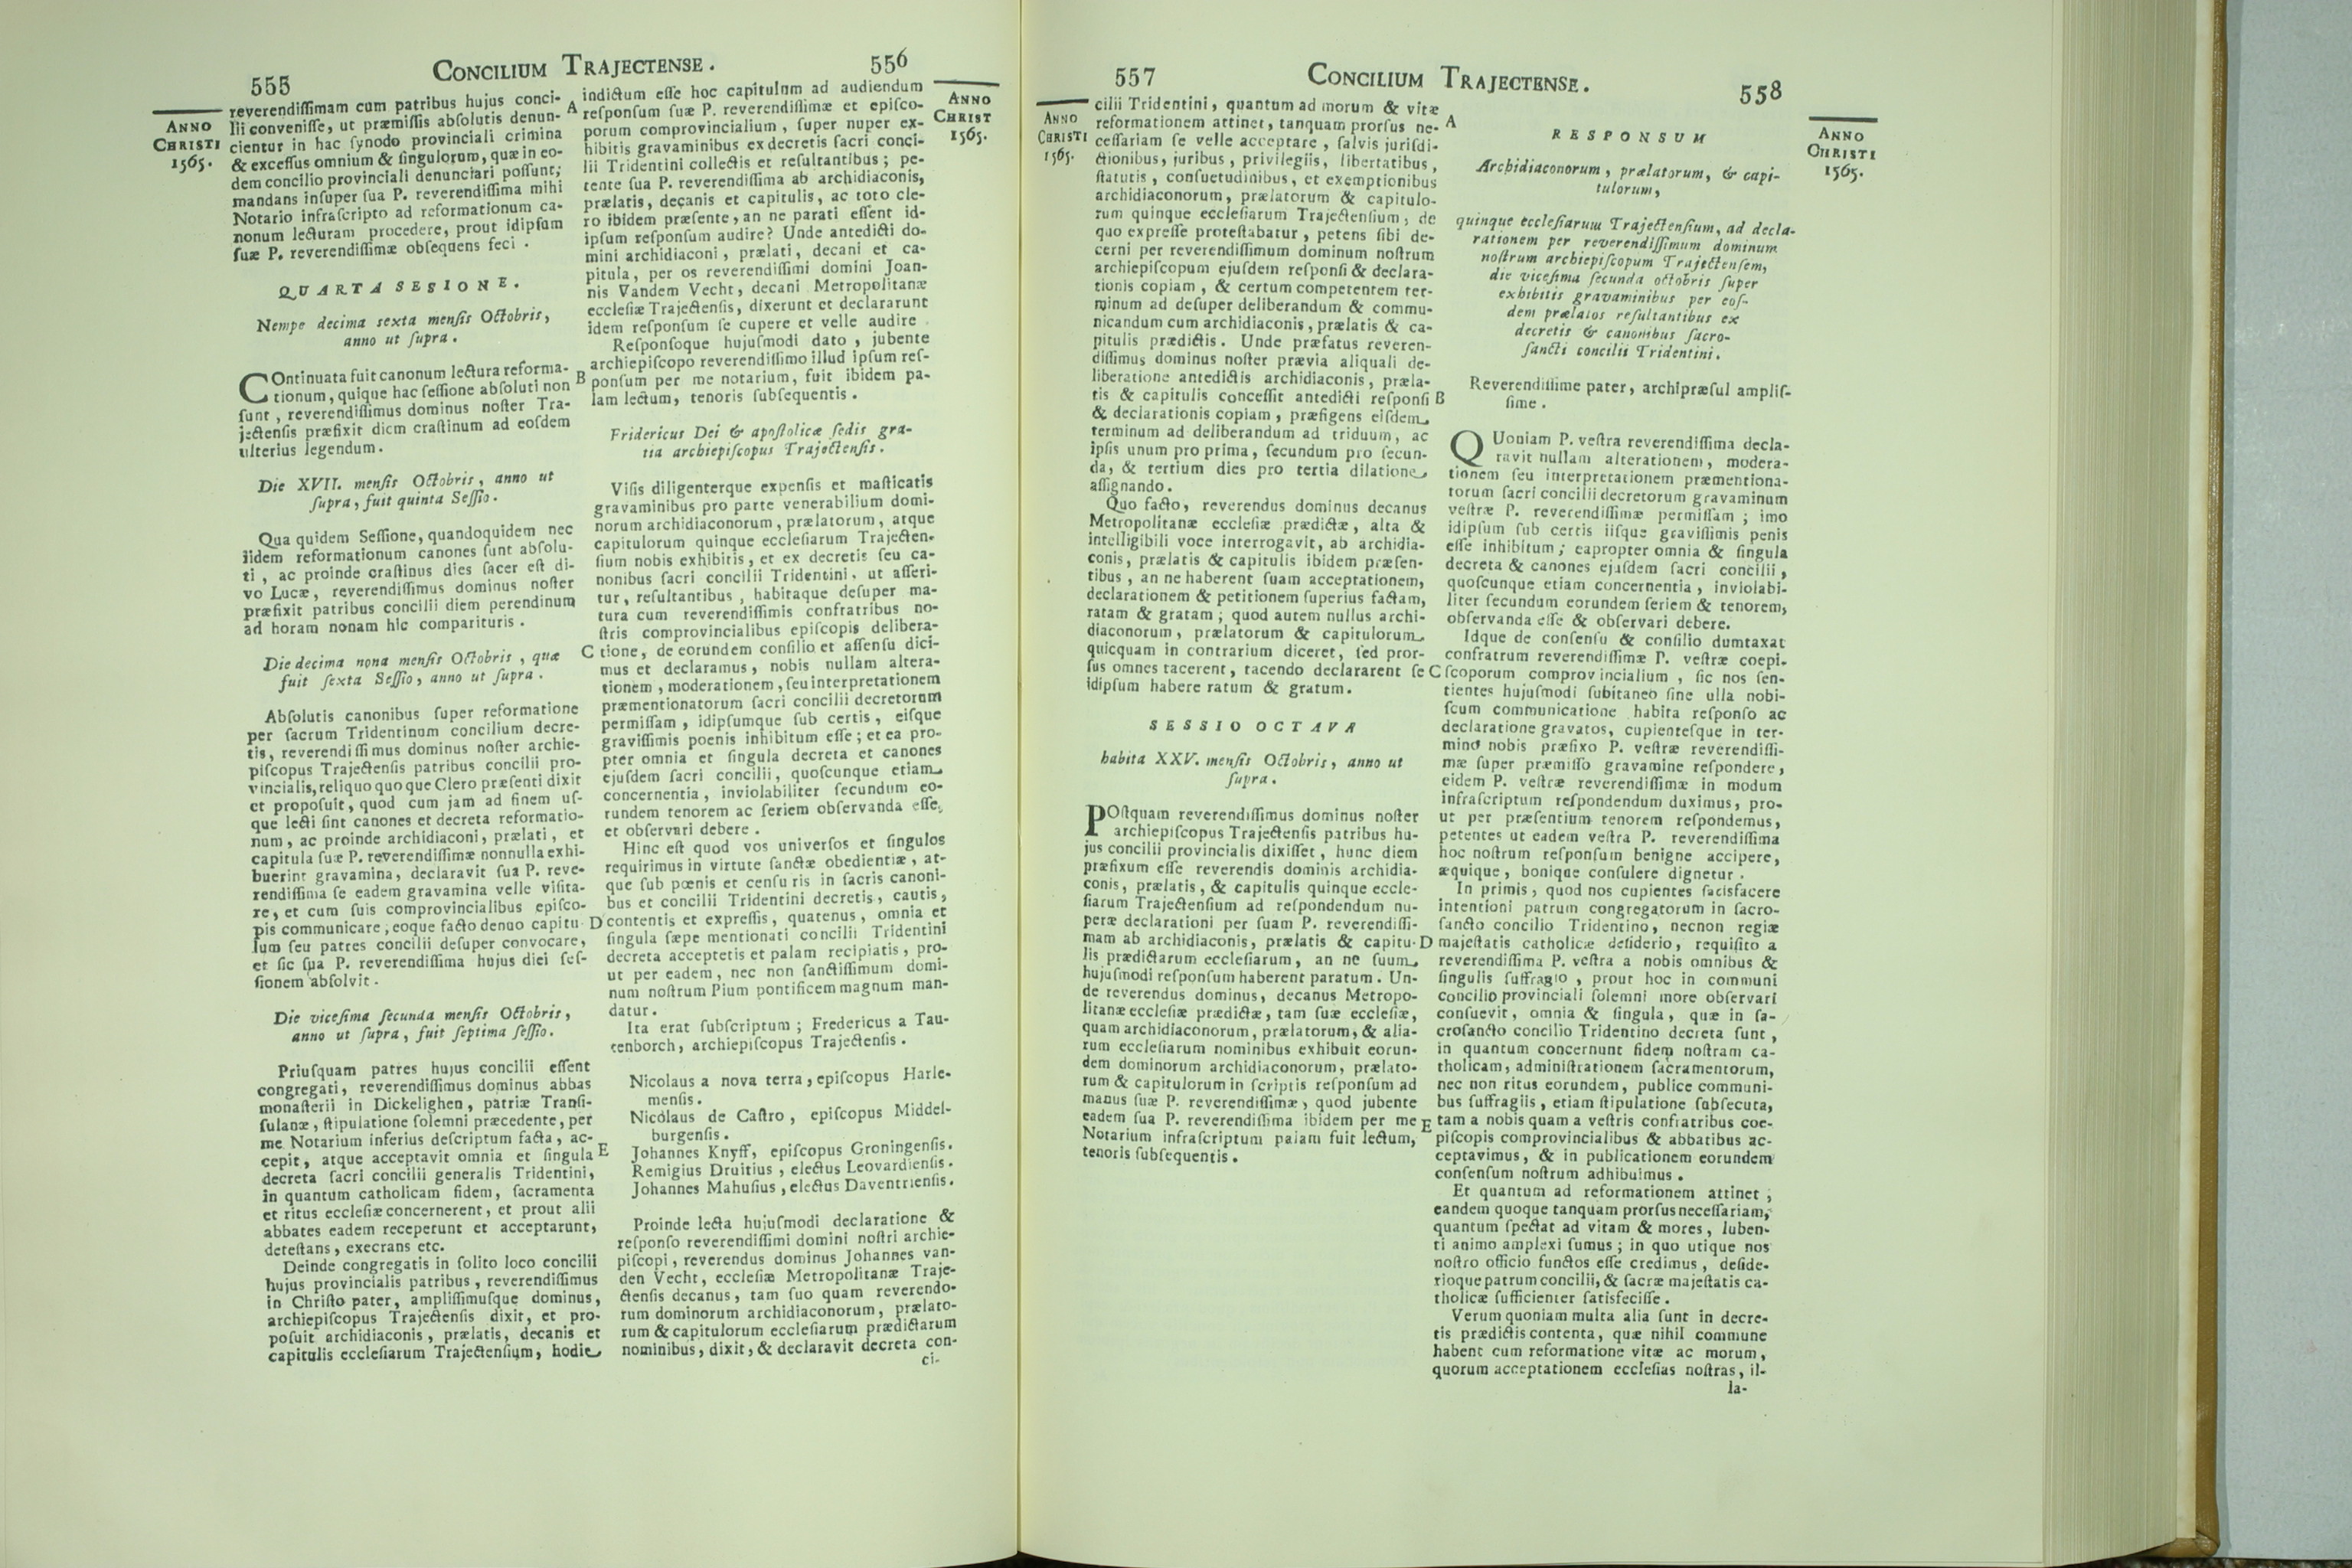 555
CONCILIUM TRAJECTENSE.
556
ANNO
CHRISTI
1565.
reverendiſſimam cum patribus hujus conci-
lii conveniſſe, ut præmiſſis abſolutis denun-
cientur in hac ſynodo provinciali crimina
& exceſſus omnium & ſingulorum, quæ in eo-
dem concilio provinciali denunciari poſſunt;
mandans inſuper ſua P. reverendiſſima mihi
Notario infraſcripto ad reformationum ca-
nonum lecturam procedere, prout idipſum
ſuæ P. reverendiſſimæ obſequens feci.
QUARTA SESIONE.
Nempe decima sexta menſis Octobris,
anno ut ſupra.
COntinuata fuit canonum lectura reforma-
tionum, quique hac ſeſſione abſoluti non
ſunt, reverendiſſimus dominus noſter Tra-
jectenſis præfixit diem craſtinum ad eoſdem
ulterius legendum.
Die XVII. menſis Octobris, anno ut
ſupra, fuit quinta Seſſio.
Qua quidem Seſſione, quandoquidem nec
iidem reformationum canones ſunt abſolu-
ti, ac proinde craſtinus dies ſacer eſt di-
vo Lucæ, reverendiſſimus dominus noſter
præfixit patribus concilii diem perendinum
ad horam nonam hic comparituris.
Die decima nona menſis Octobris, quæ
fuit ſexta Seſſio, anno ut ſupra.
Abſolutis canonibus ſuper reformatione
per ſacrum Tridentinum concilium decre-
tis, reverendiſſimus dominus noſter archie-
piſcopus Trajectenſis patribus concilii pro-
vincialis, reliquo quoque Clero præſenti dixit
et propoſuit, quod cum jam ad finem uſ-
que lecti ſint canones et decreta reformatio-
num, ac proinde archidiaconi, prælati, et
capitula ſuæ P. reverendiſſimæ nonnulla exhi-
buerint gravamina, declaravit ſua P. reve-
rendiſſima ſe eadem gravamina velle viſita-
re, et cum ſuis comprovincialibus epiſco-
pis communicare, eoque facto denuo capitu-
lum ſeu patres concilii deſuper convocare,
et ſic ſua P. reverendiſſima hujus diei ſeſ-
ſionem abſolvit.
Die viceſima ſecunda menſis Octobris,
anno ut ſupra, fuit ſeptima ſeſſio.
Priuſquam patres hujus concilii eſſent
congregati, reverendiſſimus dominus abbas
monaſterii in Dickelighen, patriæ Tranſi-
ſulanæ, ſtipulatione ſolemni præcedente, per
me Notarium inferius deſcriptum facta, ac-
cepit, atque acceptavit omnia et ſingula
decreta ſacri concilii generalis Tridentini,
in quantum catholicam fidem, ſacramenta
et ritus eccleſiæ concernerent, et prout alii
abbates eadem receperunt et acceptarunt,
deteſtans, execrans etc.
Deinde congregatis in ſolito loco concilii
hujus provincialis patribus, reverendiſſimus
in Chriſto pater, ampliſſimuſque dominus,
archiepiſcopus Trajectenſis dixit, et pro-
poſuit archidiaconis, prælatis, decanis et
capitulis eccleſiarum Trajectenſium, hodie
A
B
C
D
E
indictum eſſe hoc capitulnm ad audiendum
reſponſum ſuæ P. reverendiſſimæ et epiſco-
porum comprovincialium, ſuper nuper ex-
hibitis gravaminibus ex decretis ſacri conci-
lii Tridentini collectis et reſultantibus; pe-
tente ſua P. reverendiſſima ab archidiaconis,
prælatis, decanis et capitulis, ac toto cle-
ro ibidem præſente, an ne parati eſſent id-
ipſum reſponſum audire? Unde antedicti do-
mini archidiaconi, prælati, decani et ca-
pitula, per os reverendiſſimi domini Joan-
nis Vandem Vecht, decani Metropolitanæ
eccleſiæ Trajectenſis, dixerunt et declararunt
idem reſponſum ſe cupere et velle audire.
Reſponſoque hujuſmodi dato, jubente
archiepiſcopo reverendiſſimo illud ipſum reſ-
ponſum per me notarium, fuit ibidem pa-
lam lectum, tenoris ſubſequentis.
Fridericus Dei & apoſtolicæ ſedis gra-
tia archiepiſcopus Trajectenſis.
Viſis diligenterque expenſis et maſticatis
gravaminibus pro parte venerabilium domi-
norum archidiaconorum, prælatorum, atque
capitulorum quinque eccleſiarum Trajecten-
ſium nobis exhibitis, et ex decretis ſeu ca-
nonibus ſacri concilii Tridentini, ut aſſeri-
tur, reſultantibus, habitaque deſuper ma-
tura cum reverendiſſimis confratribus no-
ſtris comprovincialibus epiſcopis delibera-
tione, de eorundem conſilio et aſſenſu dici-
mus et declaramus, nobis nullam altera-
tionem, moderationem, ſeu interpretationem
præmentionatorum ſacri concilii decretorum
permiſſam, idipſumque ſub certis, eiſque
graviſſimis poenis inhibitum eſſe; et ea pro-
pter omnia et ſingula decreta et canones
ejuſdem ſacri concilii, quoſcunque etiam
concernentia, inviolabiliter ſecundum eo-
rundem tenorem ac ſeriem obſervanda eſſe,
et obſervari debere.
Hinc eſt quod vos univerſos et ſingulos
requirimus in virtute ſanctæ obedientiæ, at-
que ſub pœnis et cenſuris in ſacris canoni-
bus et concilii Tridentini decretis, cautis,
contentis et expreſſis, quatenus, omnia et
ſingula ſæpe mentionati concilii Tridentini
decreta acceptetis et palam recipiatis, pro-
ut per eadem, nec non ſanctiſſimum domi-
num noſtrum Pium pontificem magnum man-
datur.
Ita erat ſubſcriptum; Fredericus a Tau-
tenborch, archiepiſcopus Trajectenſis.
Nicolaus a nova terra, epiſcopus Harle-
menſis.
Nicolaus de Caſtro, epiſcopus Middel-
burgenſis.
Johannes Knyff, epiſcopus Groningenſis.
Remigius Druitius, electus Leovardienſis.
Johannes Mahuſius, electus Daventrienſis.
Proinde lecta hujuſmodi declaratione &
reſponſo reverendiſſimi domini noſtri archie-
piſcopi, reverendus dominus Johannes van-
den Vecht, eccleſiæ Metropolitanæ Traje-
ctenſis decanus, tam ſuo quam reverendo-
rum dominorum archidiaconorum, prælato-
rum & capitulorum eccleſiarum prædictarum
nominibus, dixit, & declaravit decreta con-
ci-
ANNO
CHRIST
1565.
557
CONCILIUM TRAJECTENSE.
558
ANNO
CHRISTI
1565.
cilii Tridentini, quantum ad morum & vitæ
reformationem attinet, tanquam prorſus ne-
ceſſariam ſe velle acceptare, ſalvis juriſdi-
ctionibus, juribus, privilegiis, libertatibus,
ſtatutis, conſuetudinibus, et exemptionibus
archidiaconorum, prælatorum & capitulo-
rum quinque eccleſiarum Trajectenſium, de
quo expreſſe proteſtabatur, petens ſibi de-
cerni per reverendiſſimum dominum noſtrum
archiepiſcopum ejuſdem reſponſi & declara-
tionis copiam, & certum competentem ter-
minum ad deſuper deliberandum & commu-
nicandum cum archidiaconis, prælatis & ca-
pitulis prædictis. Unde præfatus reveren-
diſſimus dominus noſter prævia aliquali de-
liberatione antedictis archidiaconis, præla-
tis & capitulis conceſſit antedicti reſponſi
& declarationis copiam, præfigens eiſdem
terminum ad deliberandum ad triduum, ac
ipſis unum pro prima, ſecundum pro ſecun-
da, & tertium dies pro tertia dilatione
aſſignando.
Quo facto, reverendus dominus decanus
Metropolitanæ eccleſiæ prædictæ, alta &
intelligibili voce interrogavit, ab archidia-
conis, prælatis & capitulis ibidem præſen-
tibus, an ne haberent ſuam acceptationem,
declarationem & petitionem ſuperius factam,
ratam & gratam; quod autem nullus archi-
diaconorum, prælatorum & capitulorum
quicquam in contrarium diceret, ſed pror-
ſus omnes tacerent, tacendo declararent ſe
idipſum habere ratum & gratum.
SESSIO OCTAVA
habita XXV. menſis Octobris, anno ut
ſupra.
POſtquam reverendiſſimus dominus noſter
archiepiſcopus Trajectenſis patribus hu-
jus concilii provincialis dixiſſet, hunc diem
præfixum eſſe reverendis dominis archidia-
conis, prælatis, & capitulis quinque eccle-
ſiarum Trajectenſium ad reſpondendum nu-
peræ declarationi per ſuam P. reverendiſſi-
mam ab archidiaconis, prælatis & capitu-
lis prædictarum eccleſiarum, an ne ſuum
hujuſmodi reſponſum haberent paratum. Un-
de reverendus dominus, decanus Metropo-
litanæ eccleſiæ prædictæ, tam ſuæ eccleſiæ,
quam archidiaconorum, prælatorum, & alia-
rum eccleſiarum nominibus exhibuit eorun-
dem dominorum archidiaconorum, prælato-
rum & capitulorum in ſcriptis reſponſum ad
manus ſuæ P. reverendiſſimæ, quod jubente
eadem ſua P. reverendiſſima ibidem per me
Notarium infraſcriptum palam fuit lectum,
tenoris ſubſequentis.
A
B
C
D
E
RESPONSUM
Archidiaconorum, prælatorum, & capi-
tulorum,
quinque eccleſiarum Trajectenſium, ad decla-
rationem per reverendiſſimum dominum
noſtrum archiepiſcopum Trajectenſem,
die viceſima ſecunda octobris ſuper
exhibitis gravaminibus per eoſ-
dem prælatos reſultantibus ex
decretis & canonibus ſacro-
ſancti concilii Tridentini.
Reverendiſſime pater, archipræſul ampliſ-
ſime.
QUoniam P. veſtra reverendiſſima decla-
ravit nullam alterationem, modera-
tionem ſeu interpretationem præmentiona-
torum ſacri concilii decretorum gravaminum
veſtræ P. reverendiſſimæ permiſſam; imo
idipſum ſub certis iiſque graviſſimis penis
eſſe inhibitum; eapropter omnia & ſingula
decreta & canones ejuſdem ſacri concilii,
quoſcunque etiam concernentia, inviolabi-
liter ſecundum eorundem ſeriem & tenorem,
obſervanda eſſe & obſervari debere.
Idque de conſenſu & conſilio dumtaxat
confratrum reverendiſſimæ P. veſtræ coepi-
ſcoporum comprovincialium, ſic nos ſen-
tientes hujuſmodi ſubitaneo ſine ulla nobi-
ſcum communicatione habita reſponſo ac
declaratione gravatos, cupienteſque in ter-
mino nobis præfixo P. veſtræ reverendiſſi-
mæ ſuper præmiſſo gravamine reſpondere,
eidem P. veſtræ reverendiſſimæ in modum
infraſcriptum reſpondendum duximus, pro-
ut per præſentium tenorem reſpondemus,
petentes ut eadem veſtra P. reverendiſſima
hoc noſtrum reſponſum benigne accipere,
æquique, bonique conſulere dignetur.
In primis, quod nos cupientes ſacisfacere
intentioni patrum congregatorum in ſacro-
ſancto concilio Tridentino, necnon regiæ
majeſtatis catholicæ deſiderio, requiſito a
reverendiſſima P. veſtra a nobis omnibus &
ſingulis ſuffragio, prout hoc in communi
concilio provinciali ſolemni more obſervari
conſuevit, omnia & ſingula, quæ in ſa-
croſancto concilio Tridentino decreta ſunt,
in quantum concernunt fidem noſtram ca-
tholicam, adminiſtrationem ſacramentorum,
nec non ritus eorundem, publice communi-
bus ſuffragiis, etiam ſtipulatione ſubſecuta,
tam a nobis quam a veſtris confratribus coe-
piſcopis comprovincialibus & abbatibus ac-
ceptavimus, & in publicationem eorundem
conſenſum noſtrum adhibuimus.
Et quantum ad reformationem attinet,
eandem quoque tanquam prorſus neceſſariam,
quantum ſpectat ad vitam & mores, luben-
ti animo amplexi ſumus; in quo utique nos
noſtro officio functos eſſe credimus, deſide-
rioque patrum concilii, & ſacræ majeſtatis ca-
tholicæ ſufficienter ſatisfeciſſe.
Verum quoniam multa alia ſunt in decre-
tis prædictis contenta, quæ nihil commune
habent cum reformatione vitæ ac morum,
quorum acceptationem eccleſias noſtras, il-
la-
ANNO
CHRISTI
1565.